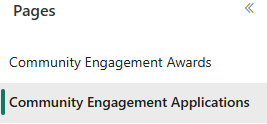 Pages
Community Engagement Awards
Community Engagement Applications